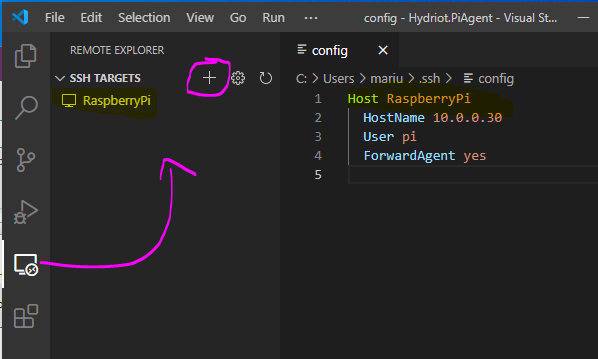 File Edit Selection View Go ··· config - Hydriot.PiAgent - Visual St...
REMOTE EXPLORER
SSH TARGETS
RaspberryPi
config
C: > Users > mariu > .ssh > config
1 Host RaspberryPi
2 HostName 10.0.0.30
3 User pi
4 ForwardAgent yes
5